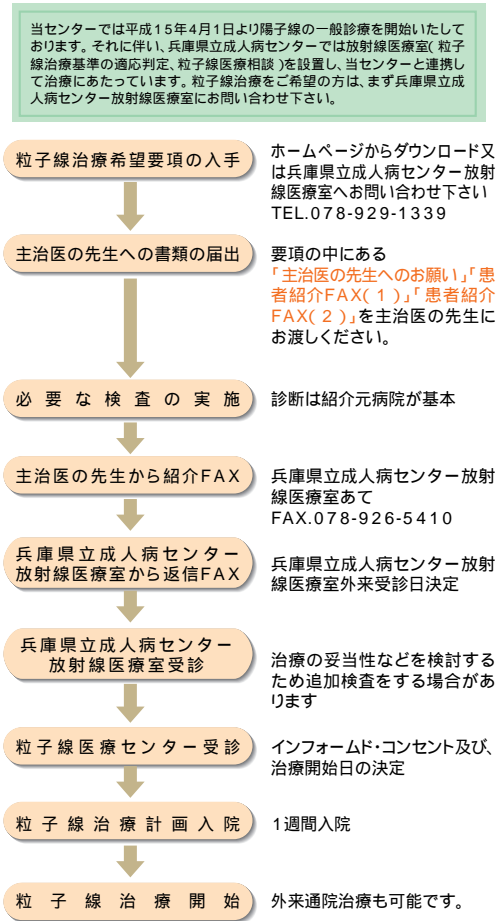 当センターでは平成15年4月1日より陽子線の一般診療を開始いたして
おります。それに伴い、兵庫県立成人病センターでは放射線医療室(粒子
線治療基準の適応判定、粒子線医療相談)を設置し、当センターと連携し
て治療にあたっています。粒子線治療をご希望の方は、まず兵庫県立成
人病センター放射線医療室にお問い合わせ下さい。
粒子線治療希望要項の入手
ホームページからダウンロード又
は兵庫県立成人病センター放射
線医療室へお問い合わせ下さい
TEL.078-929-1339
主治医の先生への書類の届出
要項の中にある
「主治医の先生へのお願い」「患
者紹介FAX(1)」「患者紹介
FAX(2)」を主治医の先生に
お渡しください。
必要な検査の実施
診断は紹介元病院が基本
主治医の先生から紹介FAX
兵庫県立成人病センター放射
線医療室あて
FAX.078-926-5410
兵庫県立成人病センター
放射線医療室から返信FAX
兵庫県立成人病センター放射
線医療室外来受診日決定
兵庫県立成人病センター
放射線医療室受診
治療の妥当性などを検討する
ため追加検査をする場合があ
ります
粒子線医療センター受診
インフォームド・コンセント及び、
治療開始日の決定
粒子線治療計画入院
1週間入院
粒子線治療開始
外来通院治療も可能です。